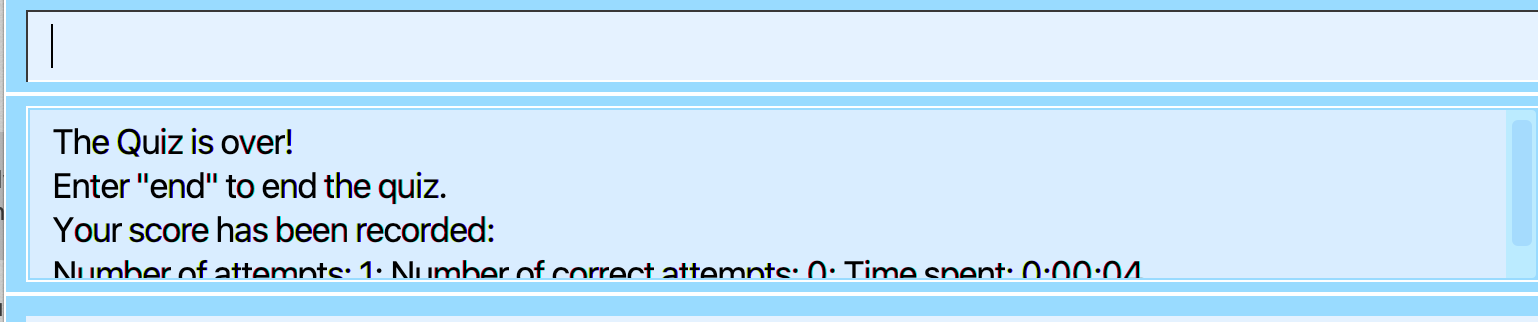 The Quiz is over!
Enter "end" to end the quiz.
Your score has been recorded:
Number of attempts: 1; Number of correct attempts: 0; Time spent: 0:00:04